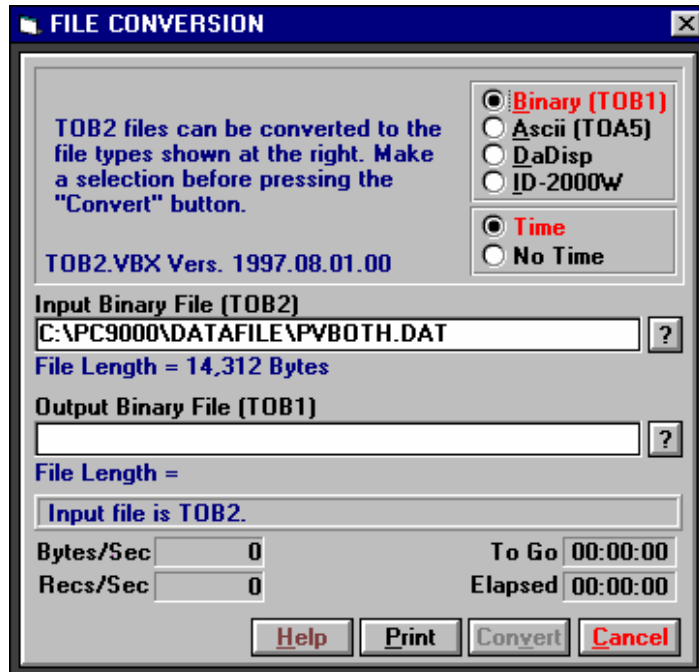 FILE CONVERSION
TOB2 files can be converted to the
file types shown at the right. Make
a selection before pressing the
"Convert" button.
TOB2.VBX Vers. 1997.08.01.00
Binary (TOB1)
Ascii (TOA5)
DaDisp
ID-2000W
Time
No Time
Input Binary File (TOB2)
C:\PC9000\DATAFILE\PVBOTH.DAT
?
File Length = 14,312 Bytes
Output Binary File (TOB1)
?
File Length =
Input file is TOB2.
Bytes/Sec 0 To Go 00:00:00
Recs/Sec 0 Elapsed 00:00:00
Help Print Convert Cancel